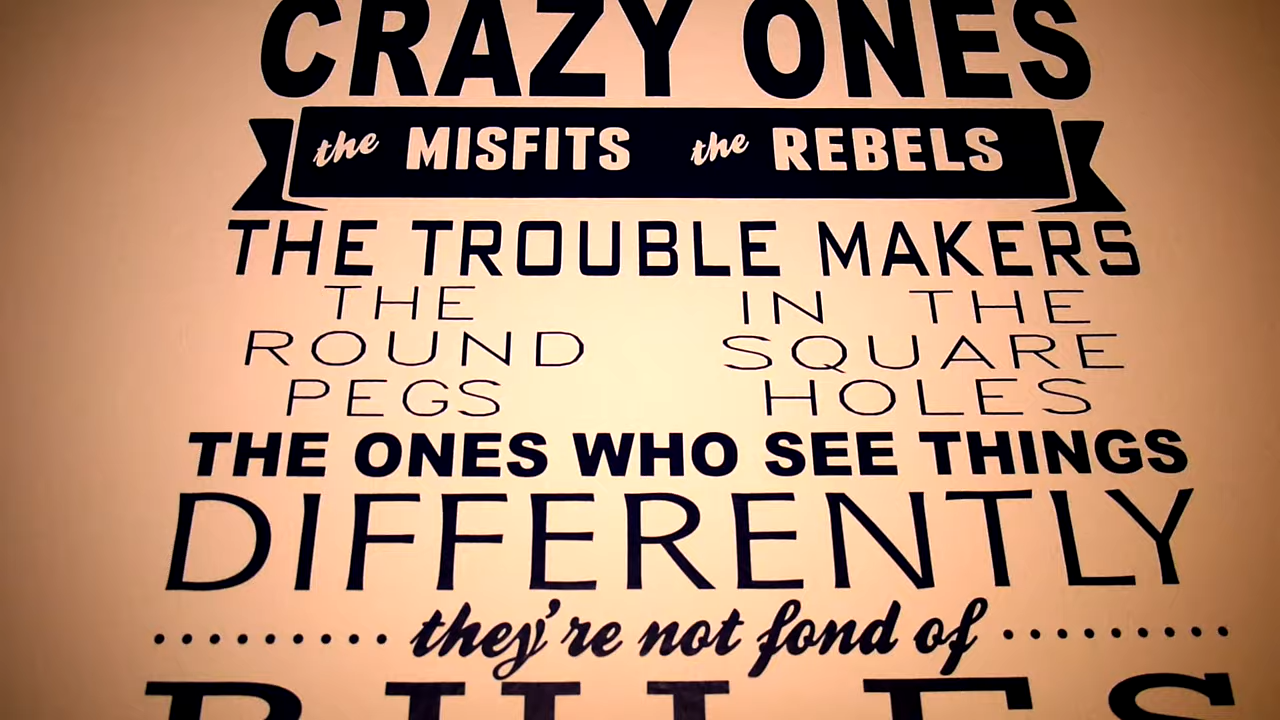 CRAZY ONES
the MISFITS the REBELS
THE TROUBLE MAKERS
THE
ROUND
PEGS
IN THE
SQUARE
HOLES
THE ONES WHO SEE THINGS
DIFFERENTLY
they're not fond of
RULES